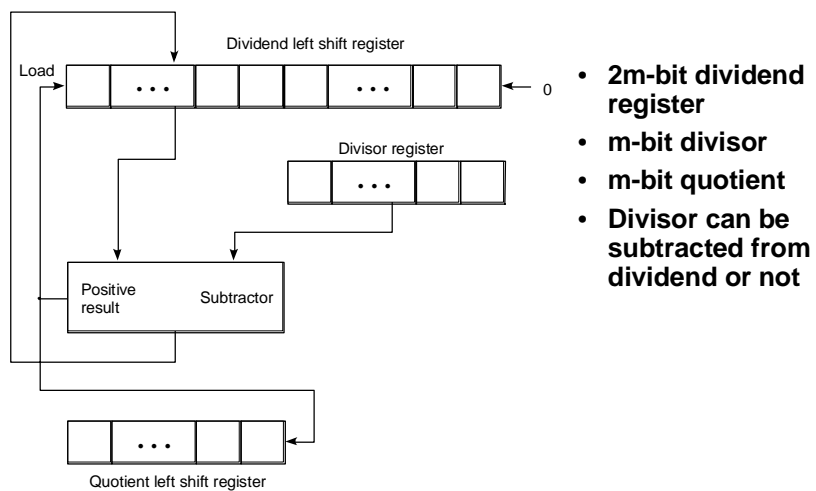 Dividend left shift register
Load
• • •
• • •
0
Divisor register
• • •
Positive
result
Subtractor
• • •
Quotient left shift register
• 2m-bit dividend
register
• m-bit divisor
• m-bit quotient
• Divisor can be
subtracted from
dividend or not